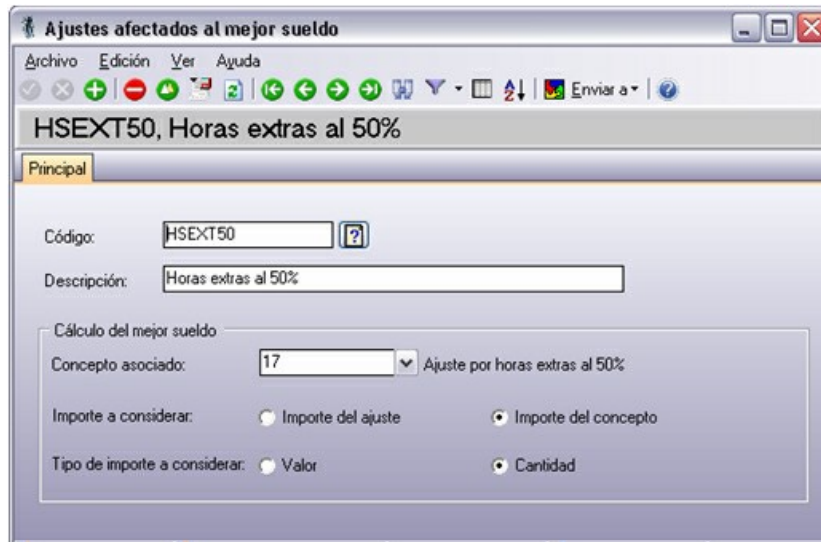 Ajustes afectados al mejor sueldo
Archivo Edición Ver Ayuda
Enviar a
HSEXT50, Horas extras al 50%
Principal
Código: HSEXT50
Descripción: Horas extras al 50%
Cálculo del mejor sueldo
Concepto asociado: 17 Ajuste por horas extras al 50%
Importe a considerar: Importe del ajuste Importe del concepto
Tipo de importe a considerar: Valor Cantidad